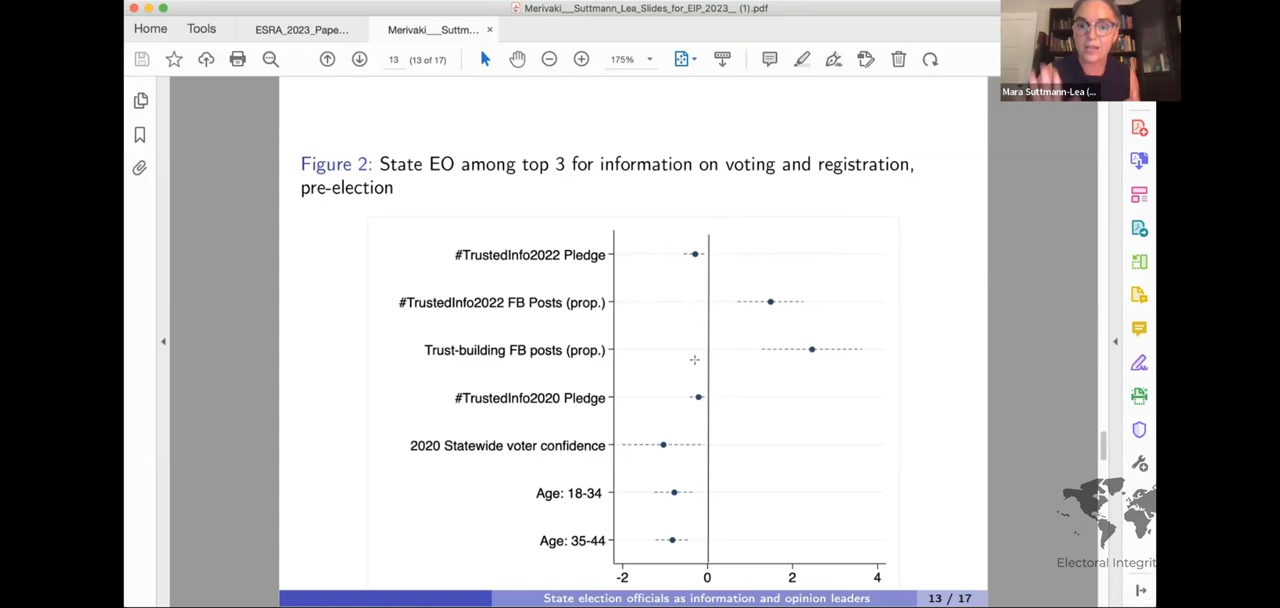 Merivaki__Suttmann_Lea_Slides_for_EIP_2023__ (1).pdf
Home Tools ESRA_2023_Pape... Merivaki__Suttm... ×
13 (13 of 17) 175%
Mara Suttmann-Lea (...
Figure 2: State EO among top 3 for information on voting and registration,
pre-election
#TrustedInfo2022 Pledge
#TrustedInfo2022 FB Posts (prop.)
Trust-building FB posts (prop.)
#TrustedInfo2020 Pledge
2020 Statewide voter confidence
Age: 18-34
Age: 35-44
-2 0 2 4
Electoral Integrit
State election officials as information and opinion leaders 13 / 17